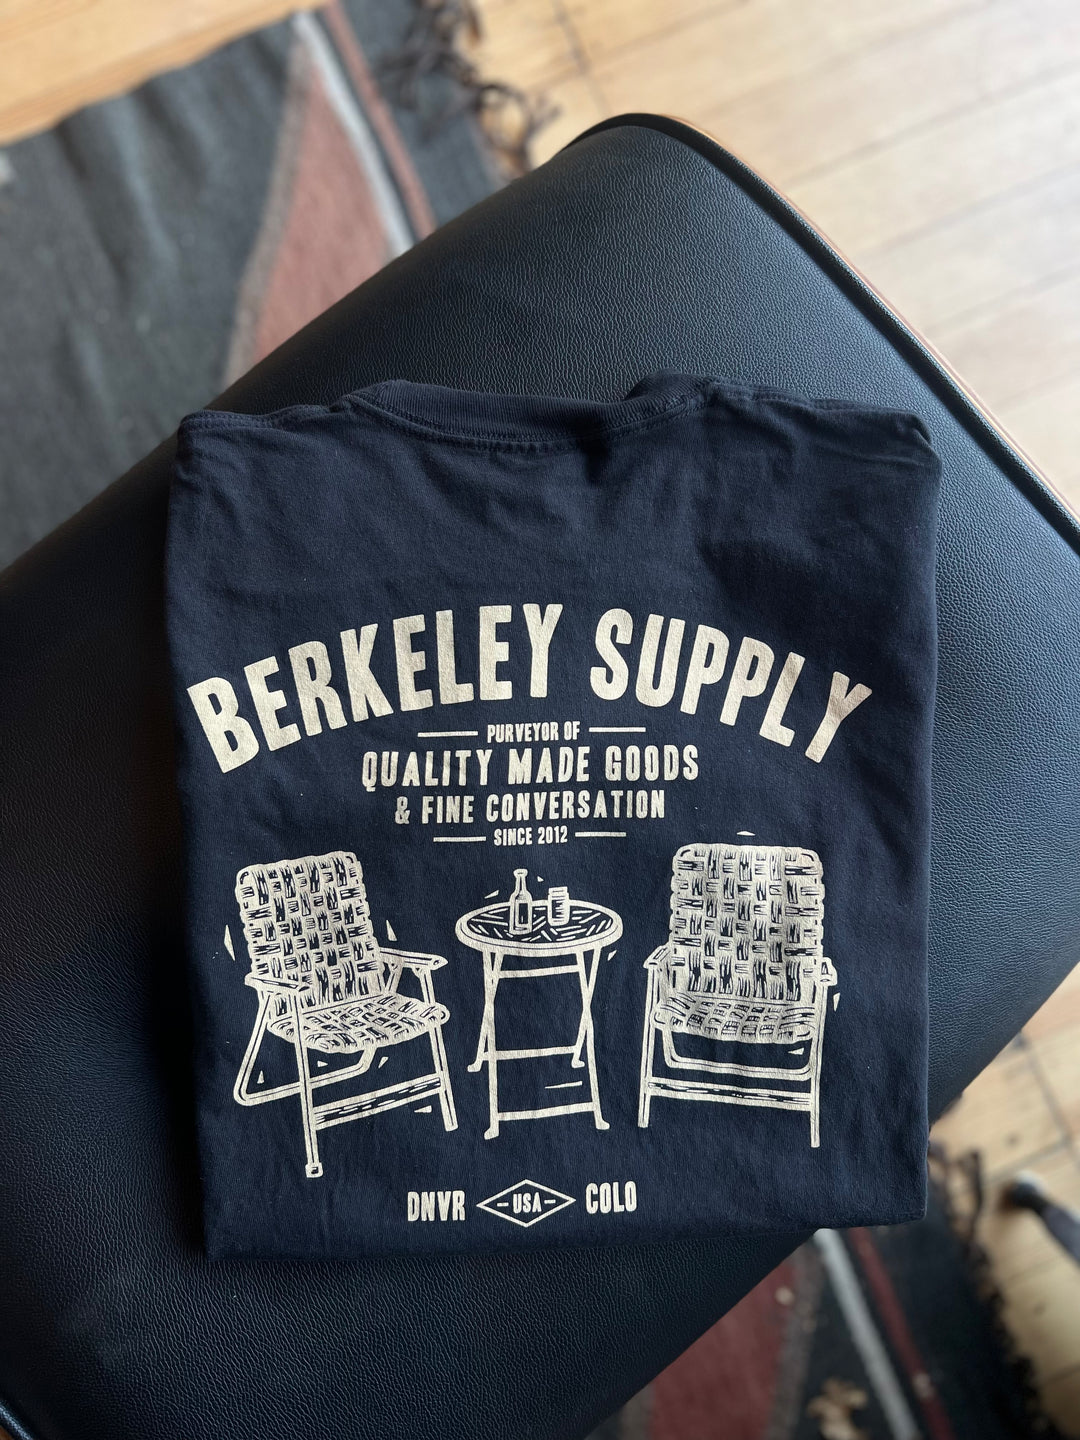 BERKELEY SUPPLY
PURVEYOR OF
QUALITY MADE GOODS
& FINE CONVERSATION
SINCE 2012
DNVR -USA- COLO